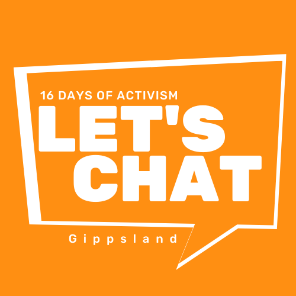 16 DAYS OF ACTIVISM
LET'S
CHAT
Gippsland